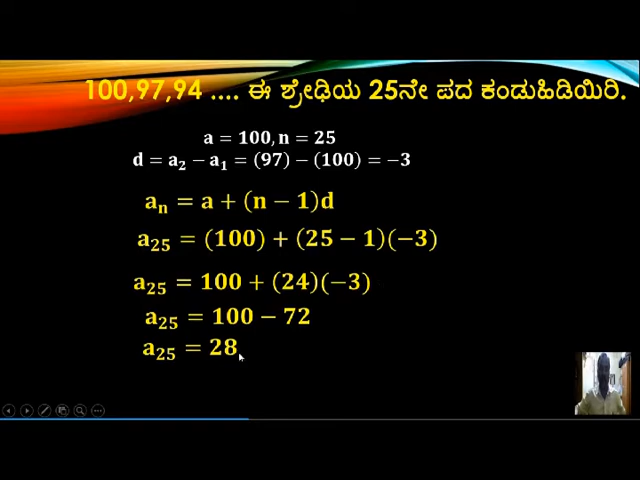 100,97,94 .... ಈ ಶ್ರೇಢಿಯ 25ನೇ ಪದ ಕಂಡುಹಿಡಿಯಿರಿ.
a = 100, n = 25
d = a₂ − a₁ = (97) − (100) = −3
aₙ = a + (n − 1)d
a₂₅ = (100) + (25 − 1)(−3)
a₂₅ = 100 + (24)(−3)
a₂₅ = 100 − 72
a₂₅ = 28